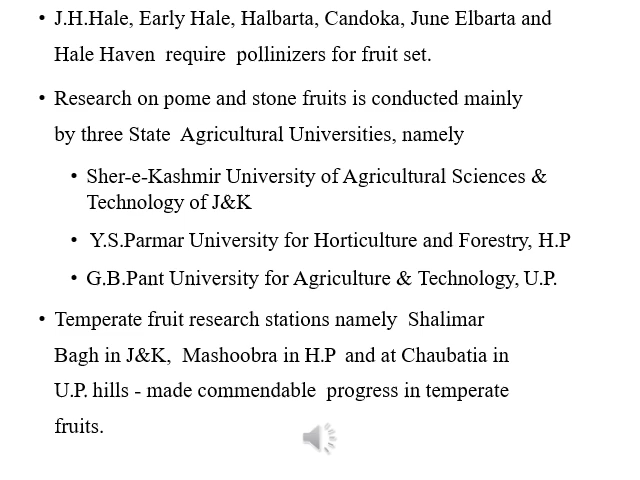 • J.H.Hale, Early Hale, Halbarta, Candoka, June Elbarta and
Hale Haven require pollinizers for fruit set.
• Research on pome and stone fruits is conducted mainly
by three State Agricultural Universities, namely
• Sher-e-Kashmir University of Agricultural Sciences &
Technology of J&K
• Y.S.Parmar University for Horticulture and Forestry, H.P
• G.B.Pant University for Agriculture & Technology, U.P.
• Temperate fruit research stations namely Shalimar
Bagh in J&K, Mashoobra in H.P and at Chaubatia in
U.P. hills - made commendable progress in temperate
fruits.